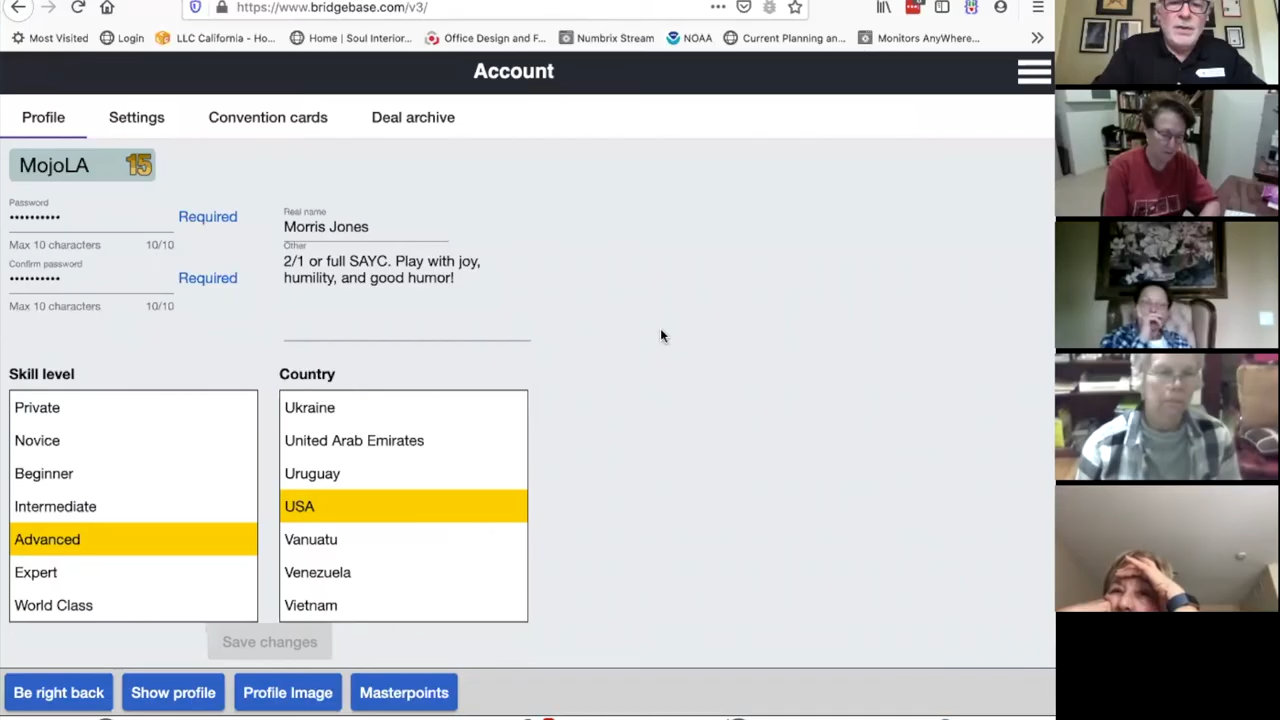 https://www.bridgebase.com/v3/
Most Visited Login LLC California - Ho... Home | Soul Interior... Office Design and F... Numbrix Stream NOAA Current Planning an... Monitors AnyWhere...
Account
Profile Settings Convention cards Deal archive
MojoLA 15
Password
••••••••••
Required
Max 10 characters 10/10
Confirm password
••••••••••
Required
Max 10 characters 10/10
Real name
Morris Jones
Other
2/1 or full SAYC. Play with joy,
humility, and good humor!
Skill level
Private
Novice
Beginner
Intermediate
Advanced
Expert
World Class
Country
Ukraine
United Arab Emirates
Uruguay
USA
Vanuatu
Venezuela
Vietnam
Save changes
Be right back Show profile Profile Image Masterpoints